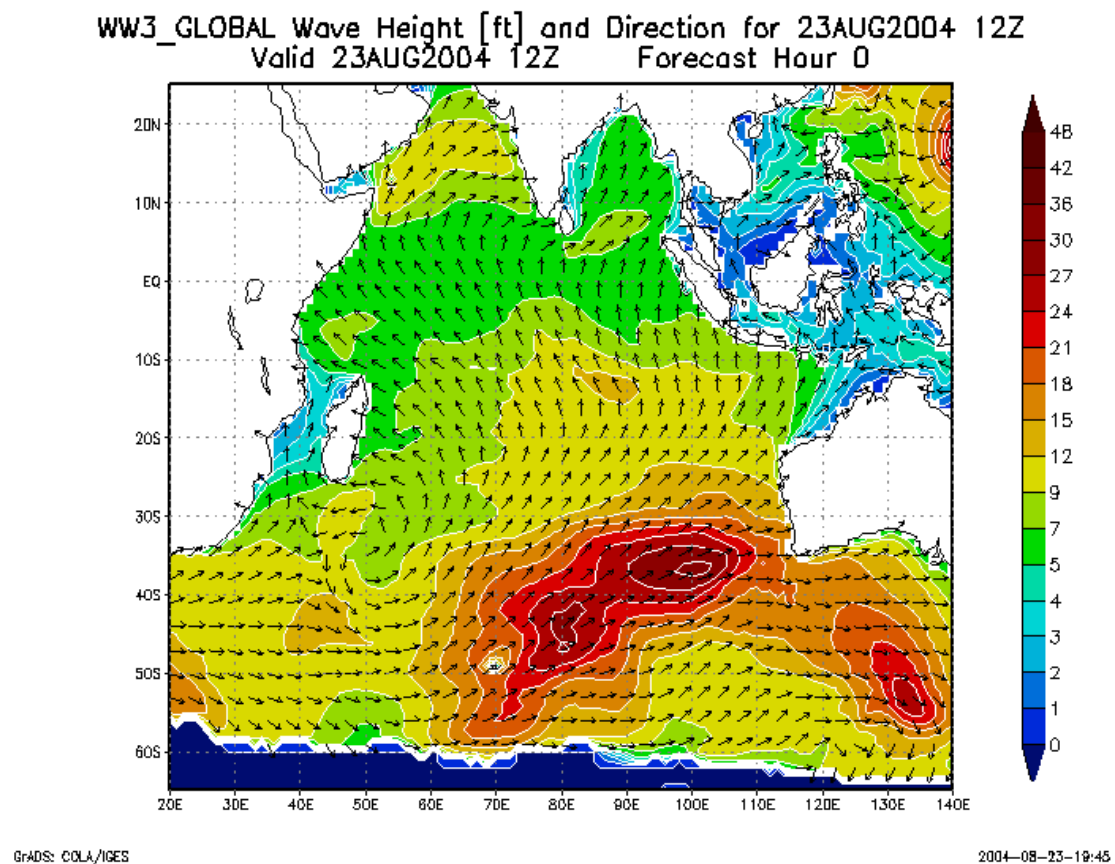 WW3_GLOBAL Wave Height [ft] and Direction for 23AUG2004 12Z
Valid 23AUG2004 12Z Forecast Hour 0
20N
10N
EQ
10S
20S
30S
40S
50S
60S
20E 30E 40E 50E 60E 70E 80E 90E 100E 110E 120E 130E 140E
48
42
36
30
27
24
21
18
15
12
9
7
5
4
3
2
1
0
GrADS: COLA/IGES
2004-08-23-19:45